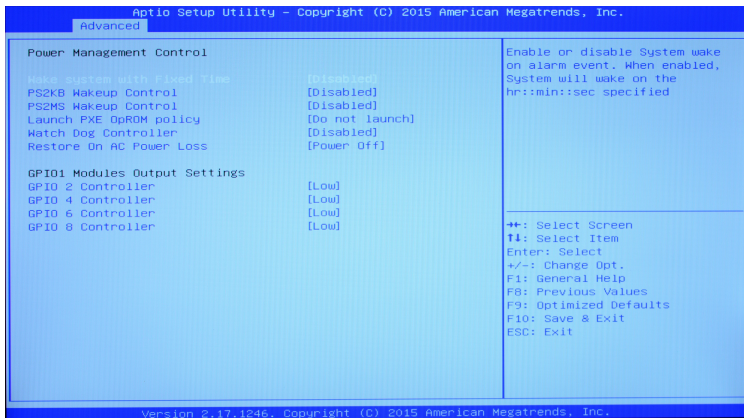 Aptio Setup Utility – Copyright (C) 2015 American Megatrends, Inc.
Advanced
Power Management Control
Wake system with Fixed Time [Disabled]
PS2KB Wakeup Control [Disabled]
PS2MS Wakeup Control [Disabled]
Launch PXE OpROM policy [Do not launch]
Watch Dog Controller [Disabled]
Restore On AC Power Loss [Power Off]
GPIO1 Modules Output Settings
GPIO 2 Controller [Low]
GPIO 4 Controller [Low]
GPIO 6 Controller [Low]
GPIO 8 Controller [Low]
Enable or disable System wake
on alarm event. When enabled,
System will wake on the
hr::min::sec specified
→←: Select Screen
↑↓: Select Item
Enter: Select
+/-: Change Opt.
F1: General Help
F8: Previous Values
F9: Optimized Defaults
F10: Save & Exit
ESC: Exit
Version 2.17.1246. Copyright (C) 2015 American Megatrends, Inc.